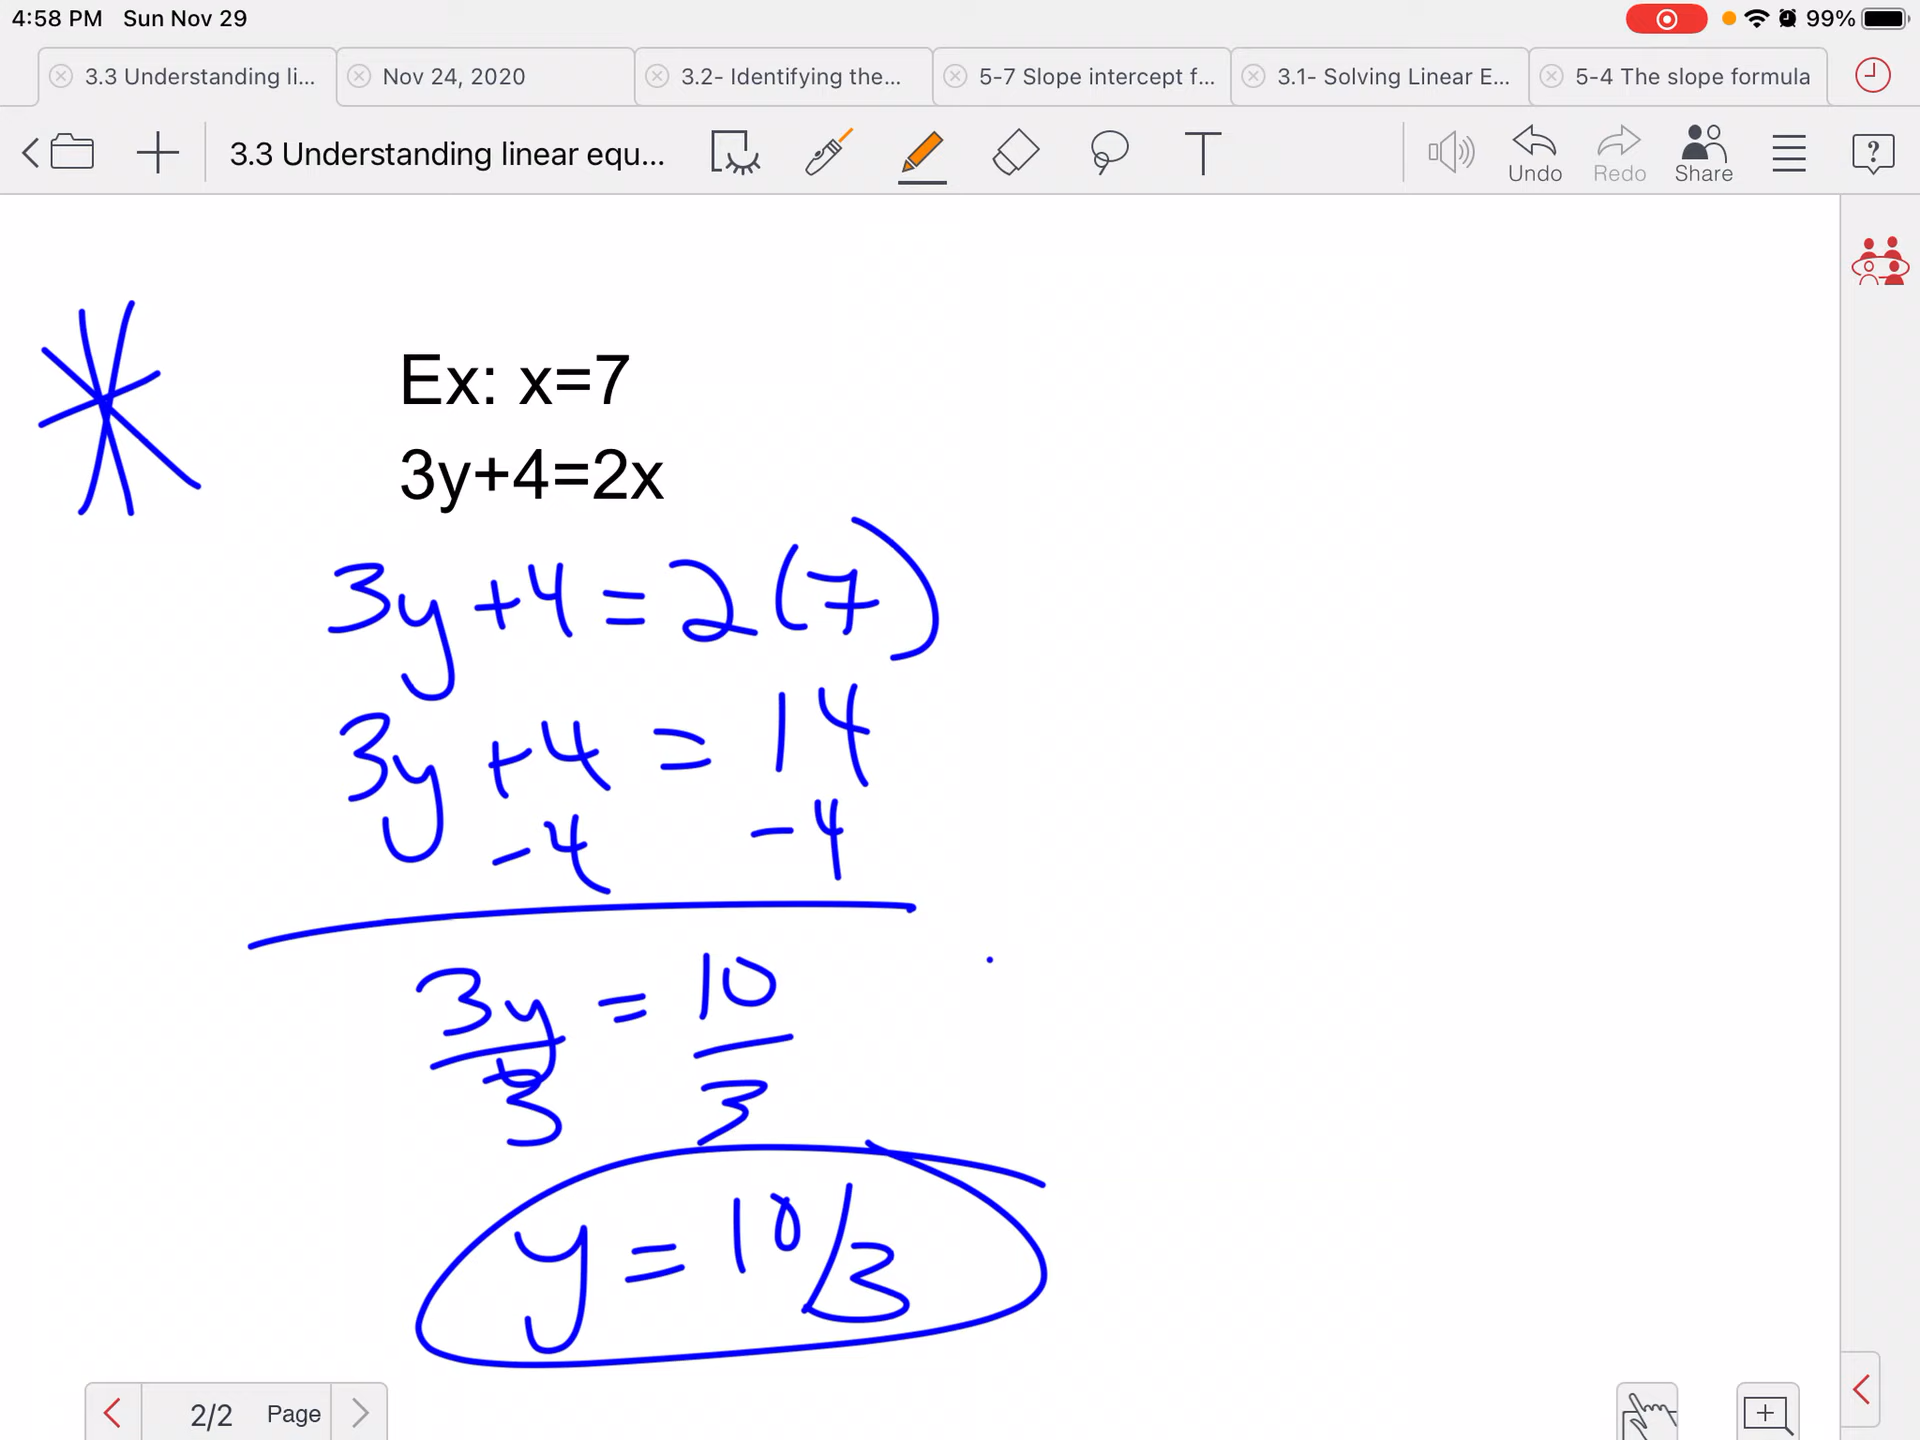 4:58 PM Sun Nov 29 99%
3.3 Understanding li... Nov 24, 2020 3.2- Identifying the... 5-7 Slope intercept f... 3.1- Solving Linear E... 5-4 The slope formula
3.3 Understanding linear equ... T Undo Redo Share ?
Ex: x=7
3y+4=2x
3y+4=2(7)
3y+4=14
-4 -4
3y = 10
3 3
y = 10/3
2/2 Page